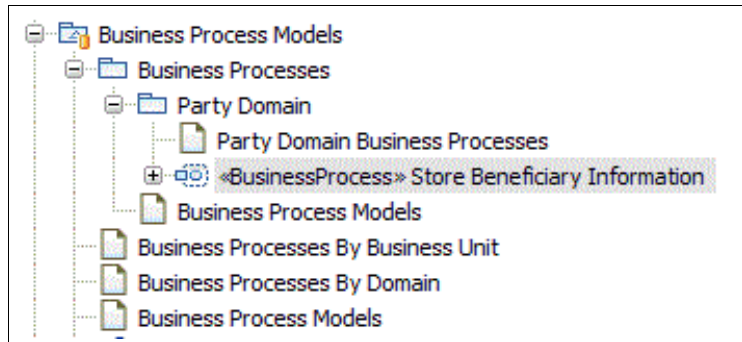 Business Process Models
Business Processes
Party Domain
Party Domain Business Processes
«BusinessProcess» Store Beneficiary Information
Business Process Models
Business Processes By Business Unit
Business Processes By Domain
Business Process Models